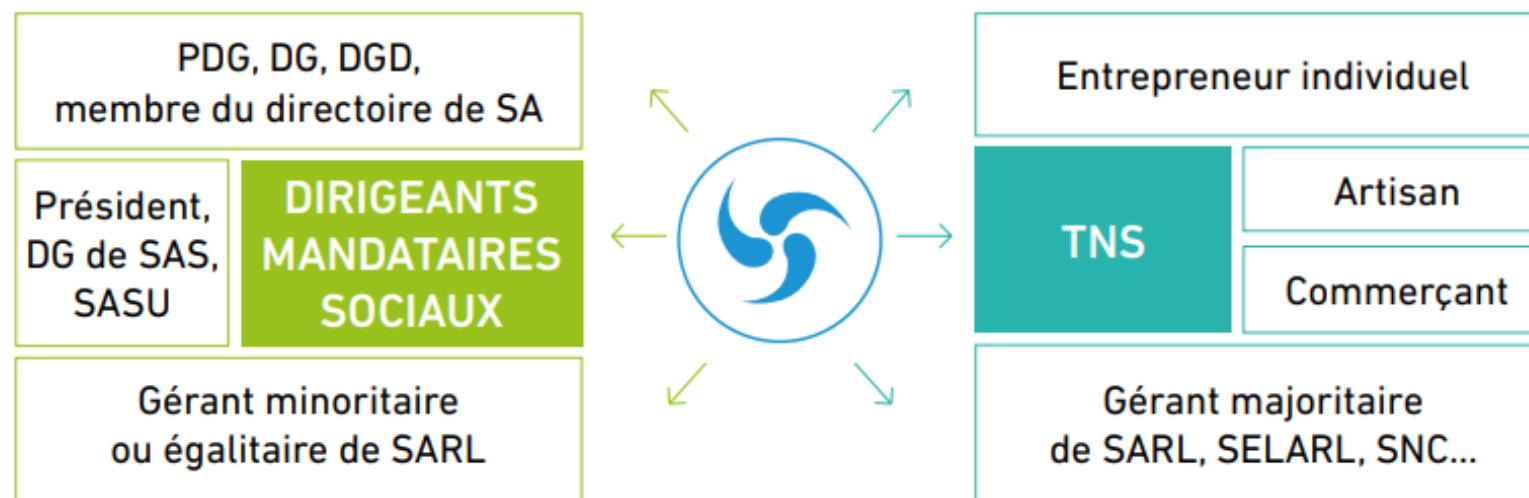 PDG, DG, DGD,
membre du directoire de SA
Président,
DG de SAS,
SASU
DIRIGEANTS
MANDATAIRES
SOCIAUX
Gérant minoritaire
ou égalitaire de SARL
Entrepreneur individuel
TNS
Artisan
Commerçant
Gérant majoritaire
de SARL, SELARL, SNC...